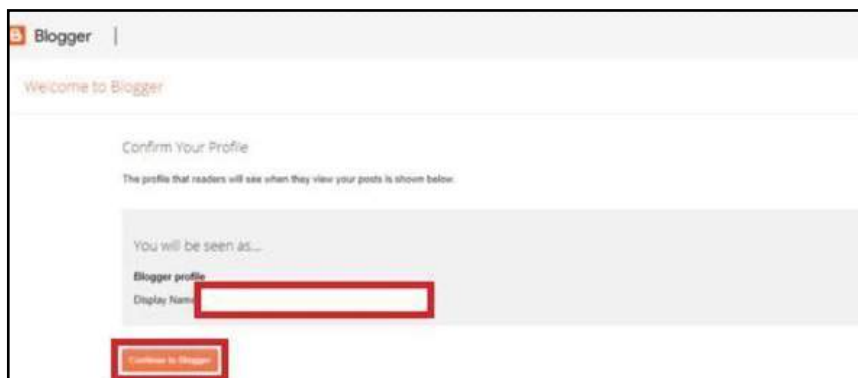 Blogger |
Welcome to Blogger
Confirm Your Profile
The profile that readers will see when they view your posts is shown below.
You will be seen as...
Blogger profile
Display Name
Continue to Blogger